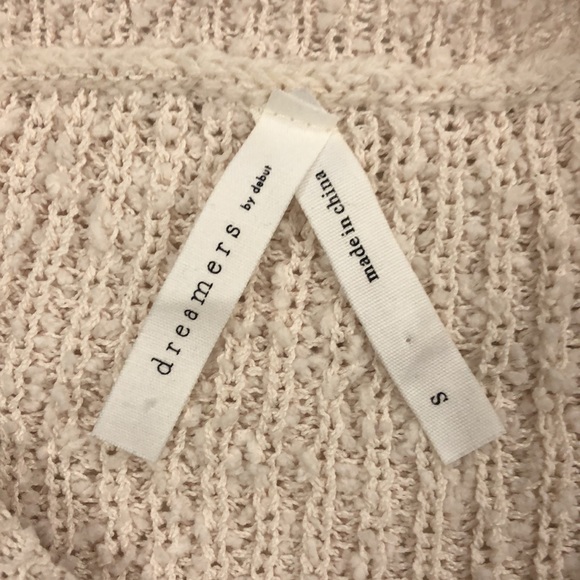 dreamers
by debut
made in china
S